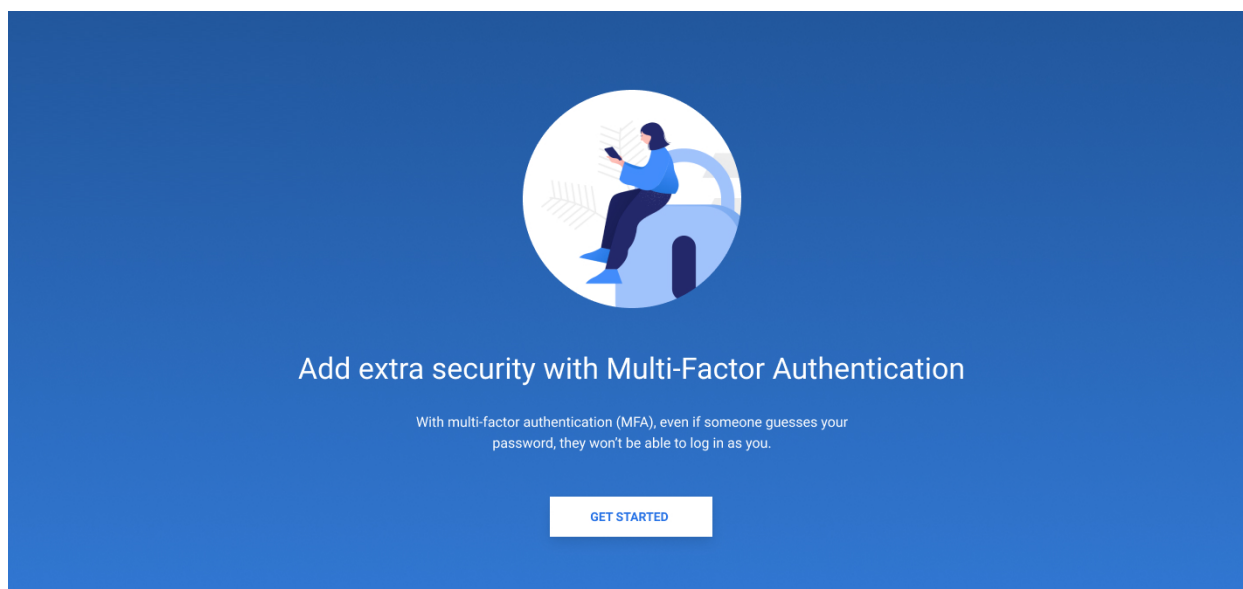 Add extra security with Multi-Factor Authentication
With multi-factor authentication (MFA), even if someone guesses your
password, they won't be able to log in as you.
GET STARTED